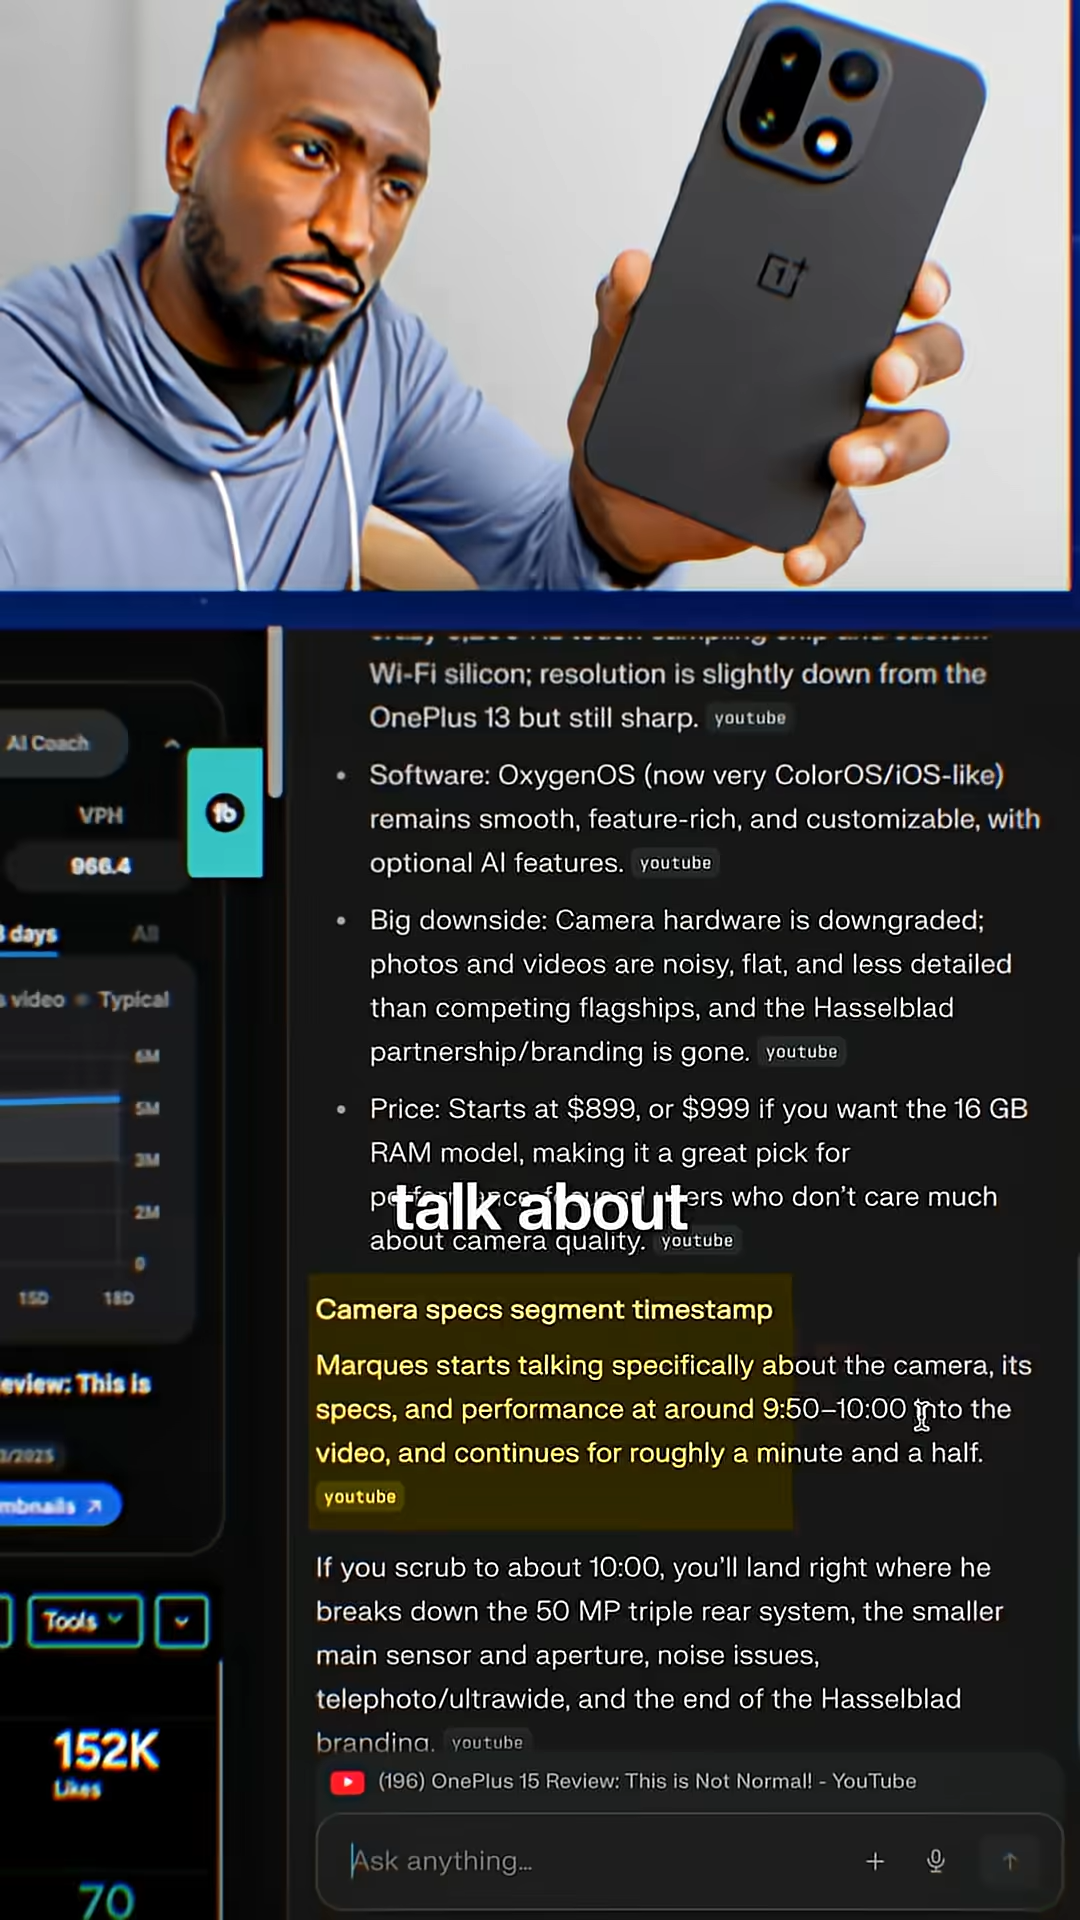 Wi-Fi silicon; resolution is slightly down from the
OnePlus 13 but still sharp. youtube
AI Coach
VPH
966.4
days
All
video Typical
6M
5M
3M
2M
0
15D 18D
• Software: OxygenOS (now very ColorOS/iOS-like)
remains smooth, feature-rich, and customizable, with
optional AI features. youtube
• Big downside: Camera hardware is downgraded;
photos and videos are noisy, flat, and less detailed
than competing flagships, and the Hasselblad
partnership/branding is gone. youtube
• Price: Starts at $899, or $999 if you want the 16 GB
RAM model, making it a great pick for
talk about
who don't care much
about camera quality. youtube
Camera specs segment timestamp
Marques starts talking specifically about the camera, its
specs, and performance at around 9:50–10:00 into the
video, and continues for roughly a minute and a half.
youtube
If you scrub to about 10:00, you'll land right where he
breaks down the 50 MP triple rear system, the smaller
main sensor and aperture, noise issues,
telephoto/ultrawide, and the end of the Hasselblad
branding. youtube
eview: This is
/2025
mbnails
Tools
152K
Likes
70
(196) OnePlus 15 Review: This is Not Normal! - YouTube
Ask anything...